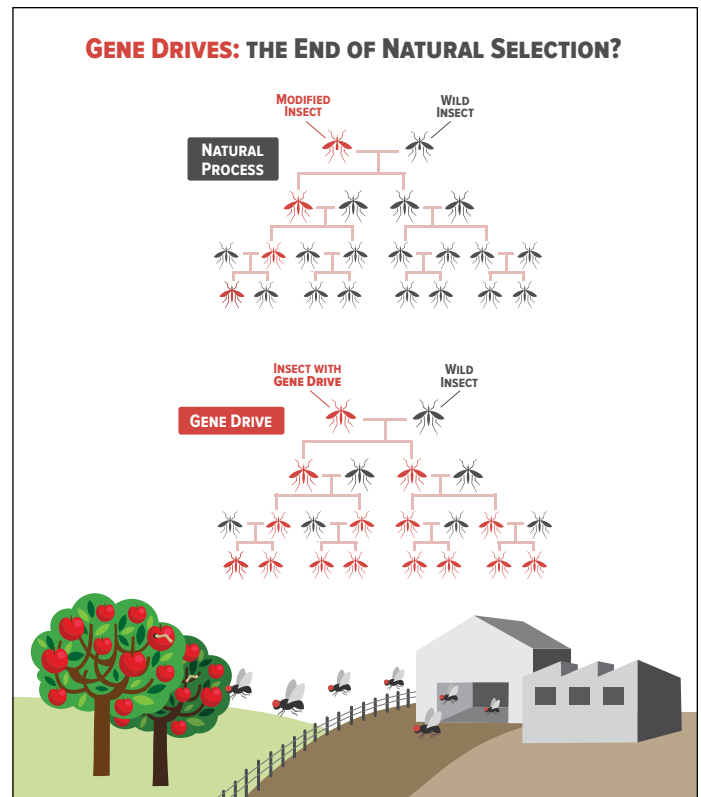 GENE DRIVES: THE END OF NATURAL SELECTION?
MODIFIED
INSECT
WILD
INSECT
NATURAL
PROCESS
INSECT WITH
GENE DRIVE
WILD
INSECT
GENE DRIVE